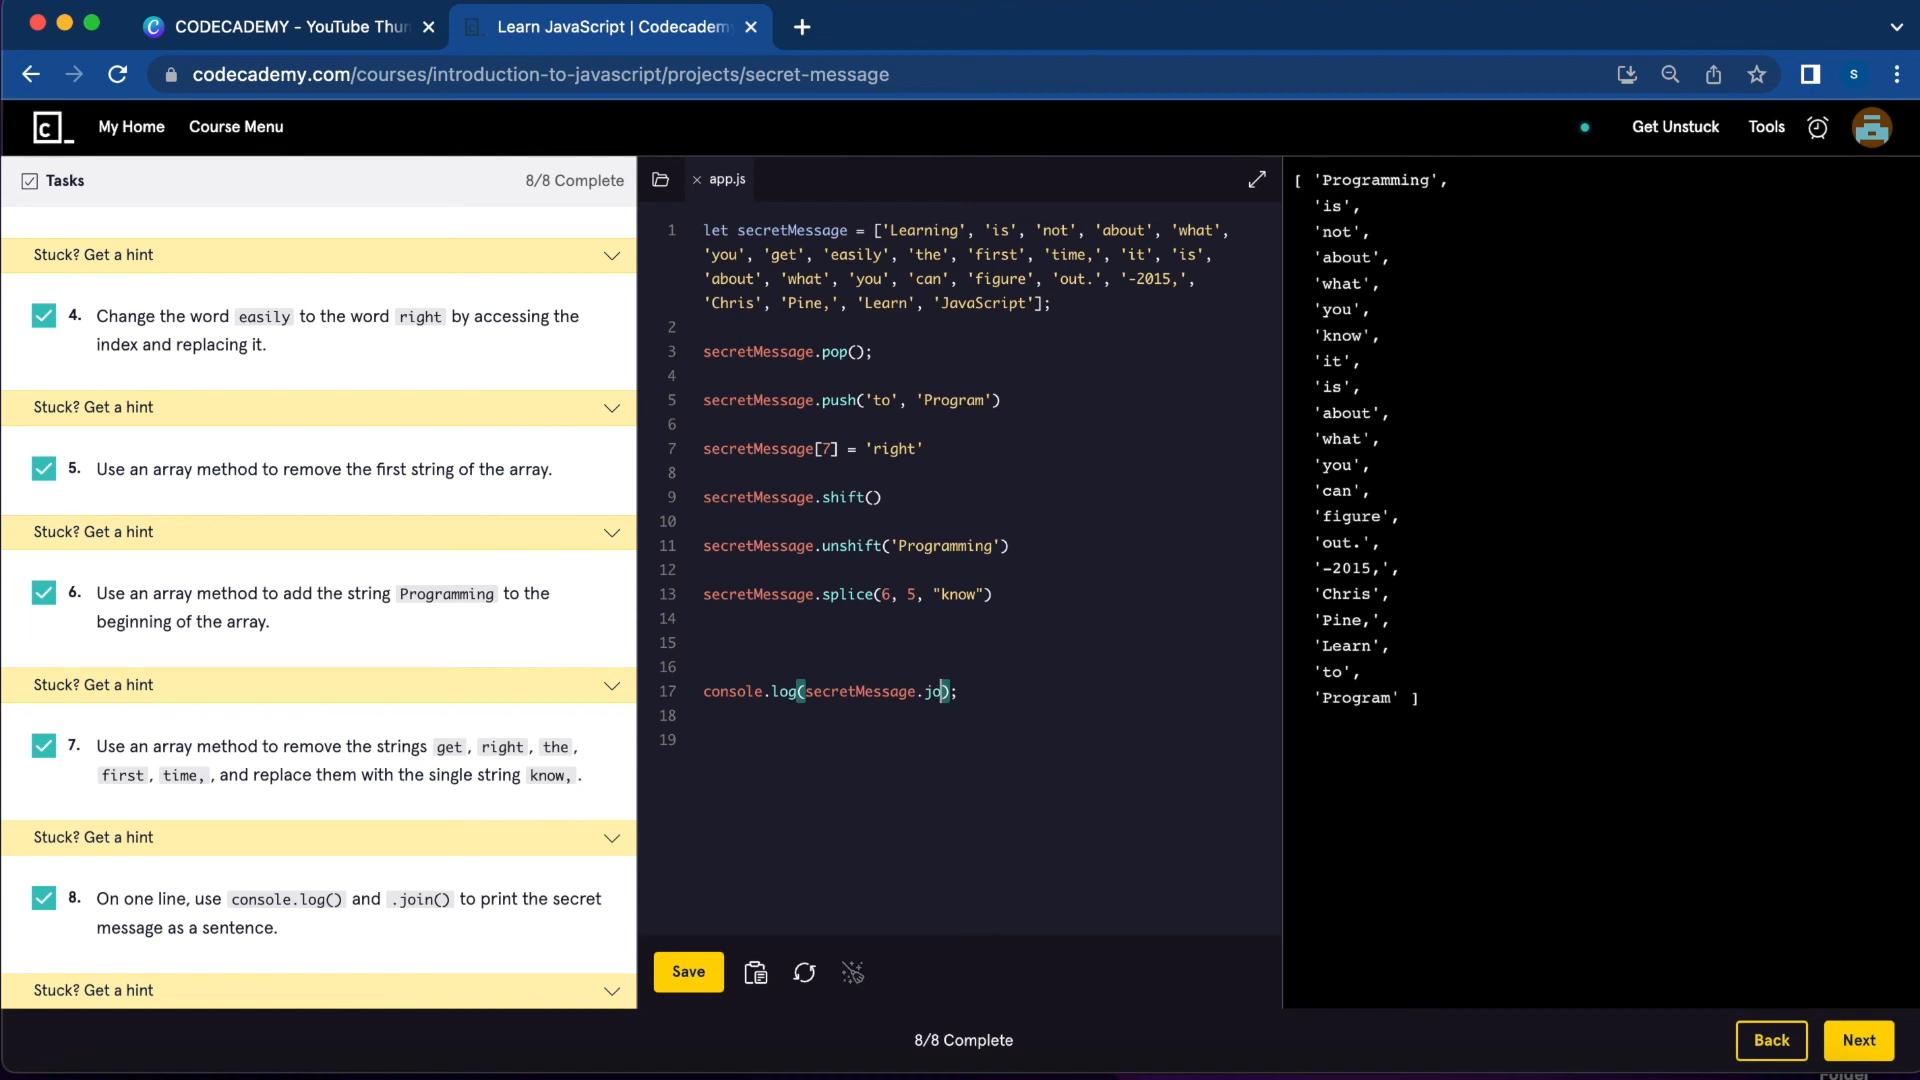 CODECADEMY - YouTube Thun
Learn JavaScript | Codecadem
codecademy.com/courses/introduction-to-javascript/projects/secret-message
S
c_
My Home
Course Menu
Get Unstuck
Tools
Tasks
8/8 Complete
Stuck? Get a hint
4. Change the word easily to the word right by accessing the
index and replacing it.
Stuck? Get a hint
5. Use an array method to remove the first string of the array.
Stuck? Get a hint
6. Use an array method to add the string Programming to the
beginning of the array.
Stuck? Get a hint
7. Use an array method to remove the strings get, right, the,
first, time,, and replace them with the single string know,.
Stuck? Get a hint
8. On one line, use console.log() and .join() to print the secret
message as a sentence.
Stuck? Get a hint
app.js
1 let secretMessage = ['Learning', 'is', 'not', 'about', 'what',
'you', 'get', 'easily', 'the', 'first', 'time,', 'it', 'is',
'about', 'what', 'you', 'can', 'figure', 'out.', '-2015,',
'Chris', 'Pine,', 'Learn', 'JavaScript'];
2
3 secretMessage.pop();
4
5 secretMessage.push('to', 'Program')
6
7 secretMessage[7] = 'right'
8
9 secretMessage.shift()
10
11 secretMessage.unshift('Programming')
12
13 secretMessage.splice(6, 5, "know")
14
15
16
17 console.log(secretMessage.jo);
18
19
Save
[ 'Programming',
'is',
'not',
'about',
'what',
'you',
'know',
'it',
'is',
'about',
'what',
'you',
'can',
'figure',
'out.',
'-2015,',
'Chris',
'Pine,',
'Learn',
'to',
'Program' ]
8/8 Complete
Back
Next
Folder